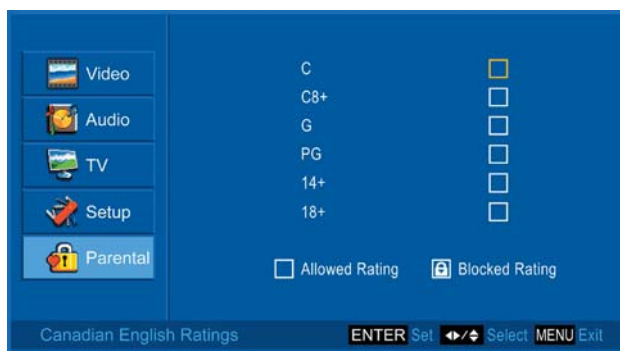 Video
Audio
TV
Setup
Parental
C
C8+
G
PG
14+
18+
Allowed Rating
Blocked Rating
Canadian English Ratings
ENTER Set Select MENU Exit